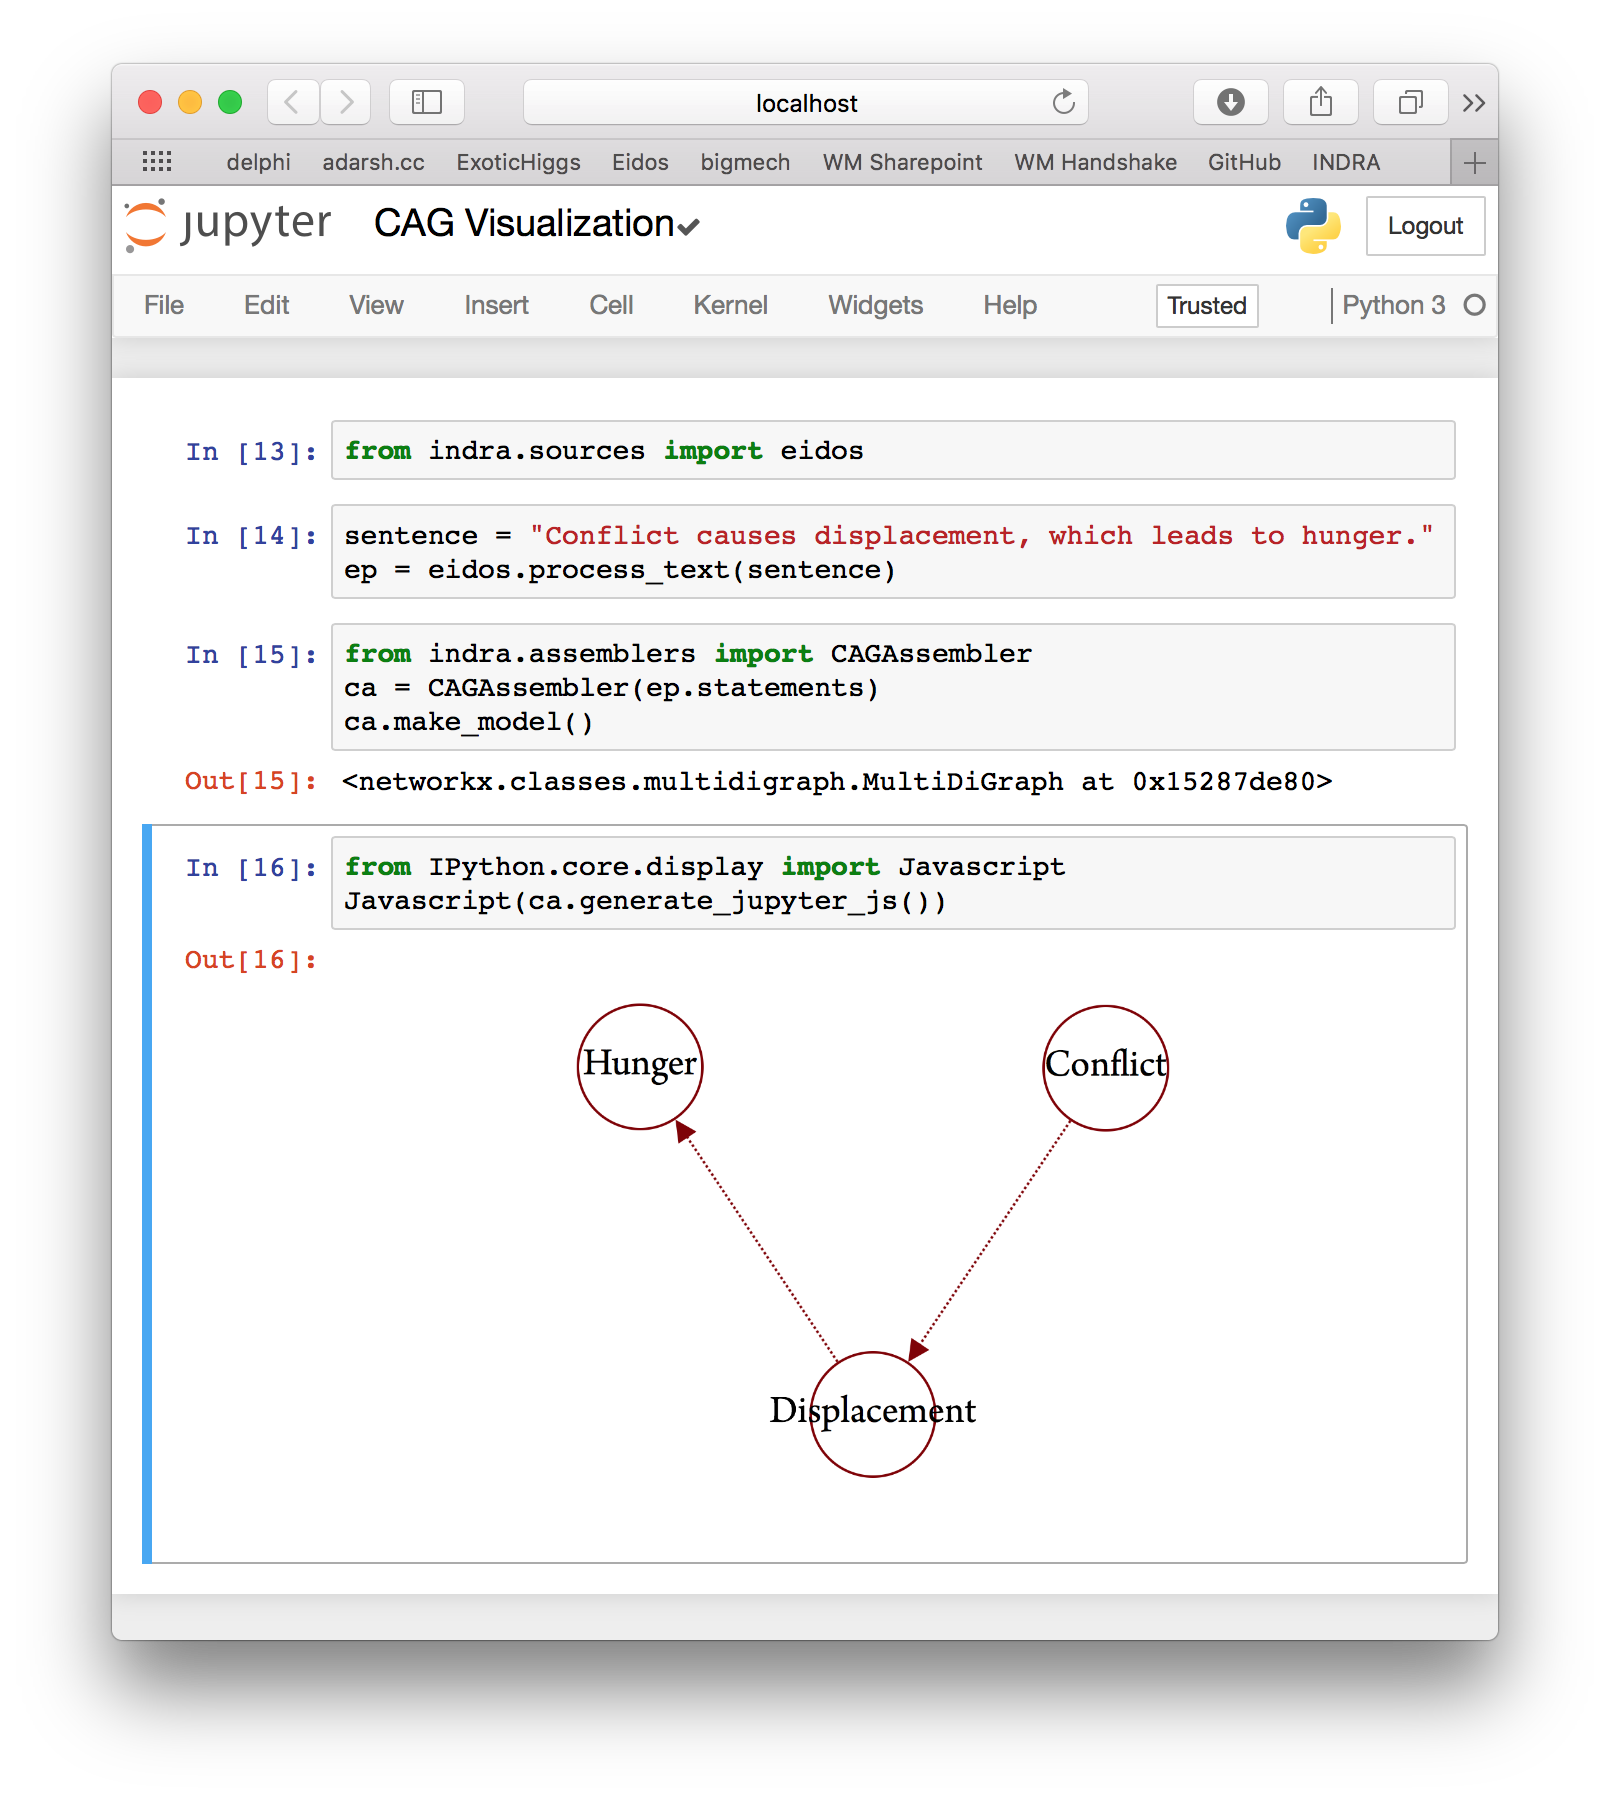 localhost
delphi adarsh.cc ExoticHiggs Eidos bigmech WM Sharepoint WM Handshake GitHub INDRA
jupyter CAG Visualization Logout
File Edit View Insert Cell Kernel Widgets Help Trusted Python 3
In [13]: from indra.sources import eidos
In [14]: sentence = "Conflict causes displacement, which leads to hunger."
ep = eidos.process_text(sentence)
In [15]: from indra.assemblers import CAGAssembler
ca = CAGAssembler(ep.statements)
ca.make_model()
Out[15]: <networkx.classes.multidigraph.MultiDiGraph at 0x15287de80>
In [16]: from IPython.core.display import Javascript
Javascript(ca.generate_jupyter_js())
Out[16]:
Hunger Conflict
Displacement